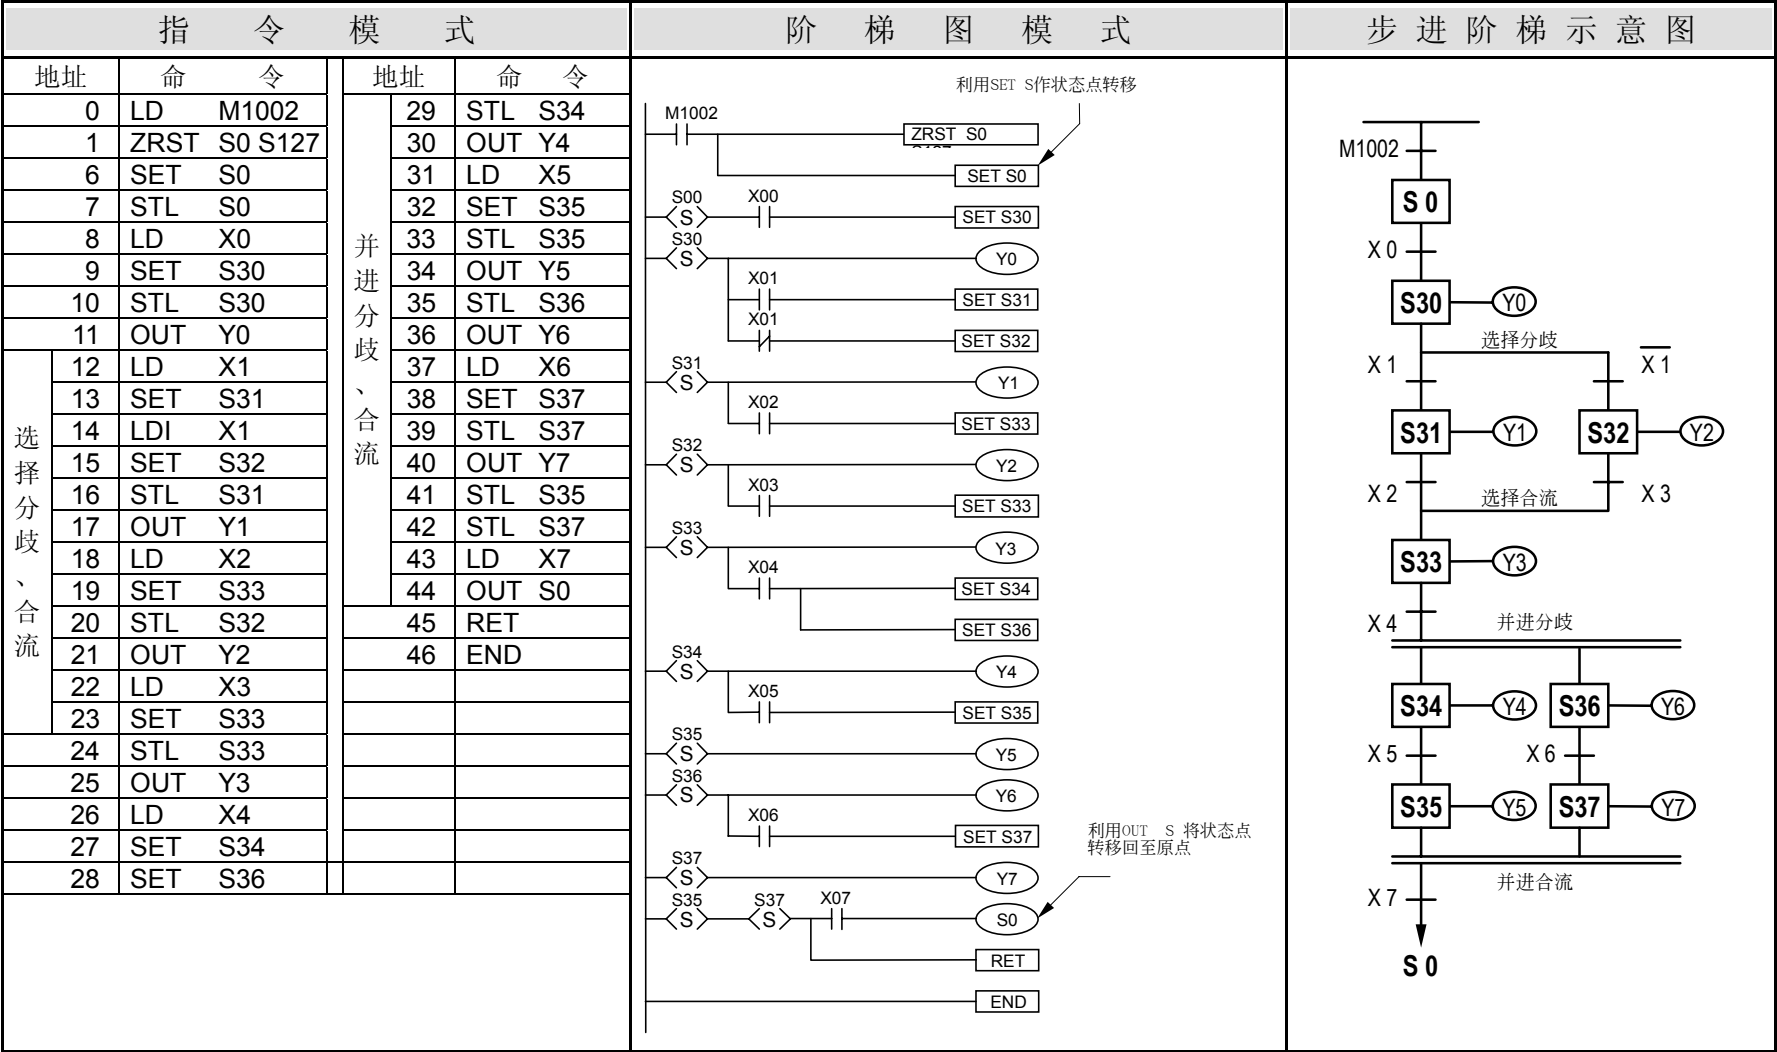 指 令 模 式
地址 命 令 地址 命 令
0 LD M1002
1 ZRST S0 S127
6 SET S0
7 STL S0
8 LD X0
9 SET S30
10 STL S30
11 OUT Y0
选择分歧、合流
12 LD X1
13 SET S31
14 LDI X1
15 SET S32
16 STL S31
17 OUT Y1
18 LD X2
19 SET S33
20 STL S32
21 OUT Y2
22 LD X3
23 SET S33
24 STL S33
25 OUT Y3
26 LD X4
27 SET S34
28 SET S36
并进分歧、合流
29 STL S34
30 OUT Y4
31 LD X5
32 SET S35
33 STL S35
34 OUT Y5
35 STL S36
36 OUT Y6
37 LD X6
38 SET S37
39 STL S37
40 OUT Y7
41 STL S35
42 STL S37
43 LD X7
44 OUT S0
45 RET
46 END
阶 梯 图 模 式
利用SET S作状态点转移
M1002
ZRST S0
SET S0
S00 X00
S SET S30
S30
S Y0
X01
SET S31
X01
SET S32
S31
S Y1
X02
SET S33
S32
S Y2
X03
SET S33
S33
S Y3
X04
SET S34
SET S36
S34
S Y4
X05
SET S35
S35
S Y5
S36
S Y6
X06
SET S37
利用OUT S 将状态点
转移回至原点
S37
S Y7
S35 S37 X07
S S S0
RET
END
步 进 阶 梯 示 意 图
M1002
S 0
X 0
S30 Y0
选择分歧
X 1 X 1
S31 Y1 S32 Y2
X 2 选择合流 X 3
S33 Y3
X 4 并进分歧
S34 Y4 S36 Y6
X 5 X 6
S35 Y5 S37 Y7
并进合流
X 7
S 0